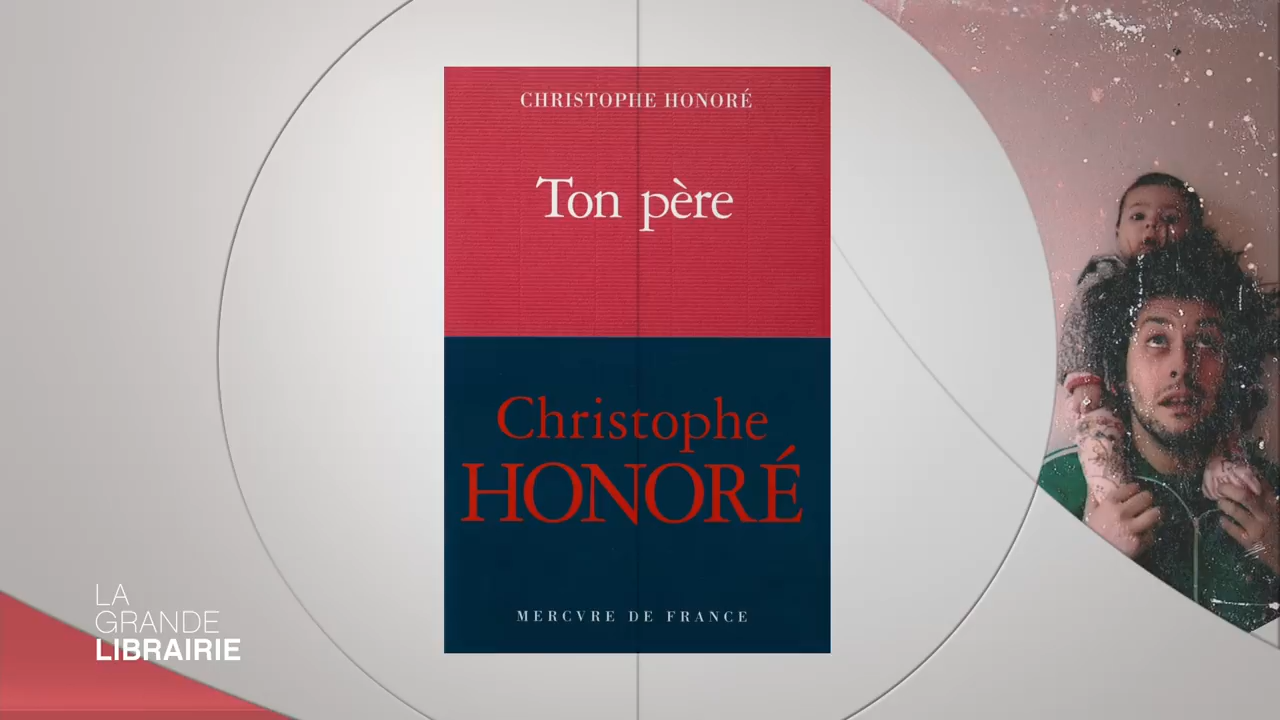 CHRISTOPHE HONORÉ
Ton père
Christophe
HONORÉ
MERCVRE DE FRANCE
LA
GRANDE
LIBRAIRIE